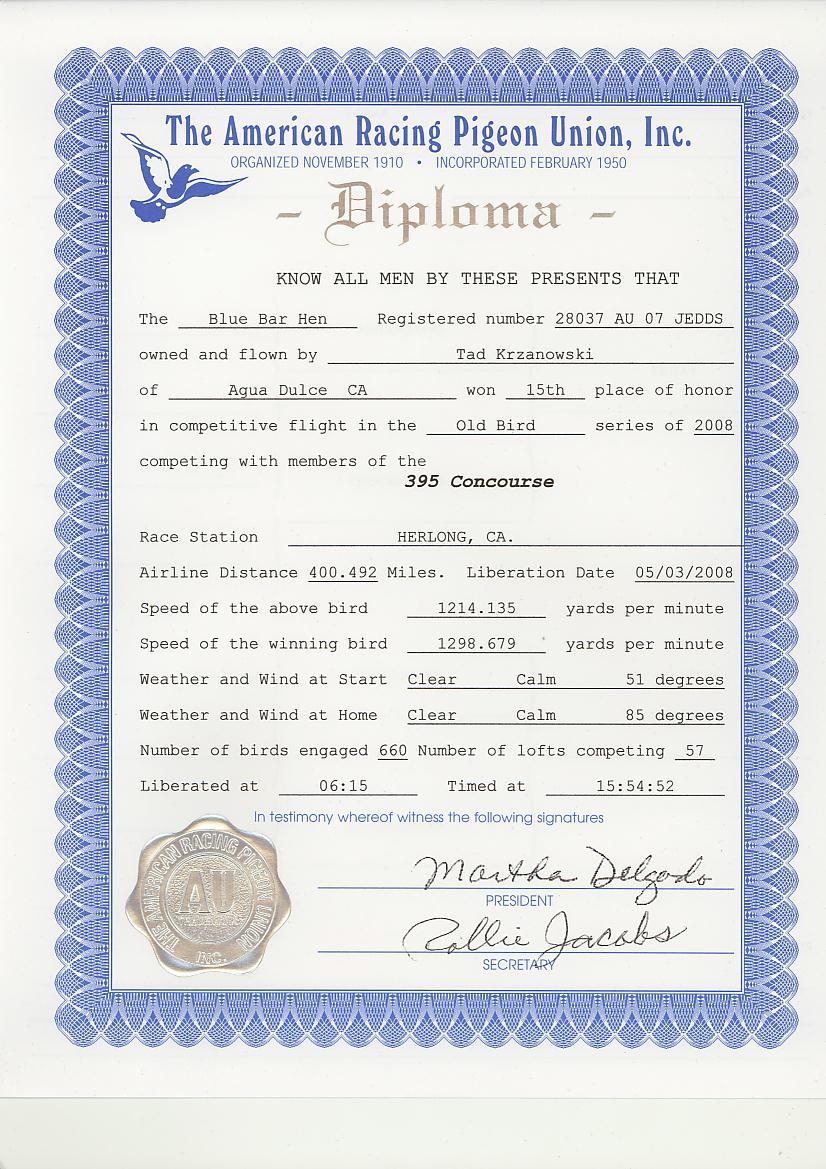 The American Racing Pigeon Union, Inc.
ORGANIZED NOVEMBER 1910 • INCORPORATED FEBRUARY 1950
- Diploma -
KNOW ALL MEN BY THESE PRESENTS THAT
The Blue Bar Hen Registered number 28037 AU 07 JEDDS
owned and flown by Tad Krzanowski
of Agua Dulce CA won 15th place of honor
in competitive flight in the Old Bird series of 2008
competing with members of the
395 Concourse
Race Station HERLONG, CA.
Airline Distance 400.492 Miles. Liberation Date 05/03/2008
Speed of the above bird 1214.135 yards per minute
Speed of the winning bird 1298.679 yards per minute
Weather and Wind at Start Clear Calm 51 degrees
Weather and Wind at Home Clear Calm 85 degrees
Number of birds engaged 660 Number of lofts competing 57
Liberated at 06:15 Timed at 15:54:52
In testimony whereof witness the following signatures
Martha Delgado
PRESIDENT
Rollie Jacobs
SECRETARY
THE AMERICAN RACING PIGEON UNION
AU
INC.